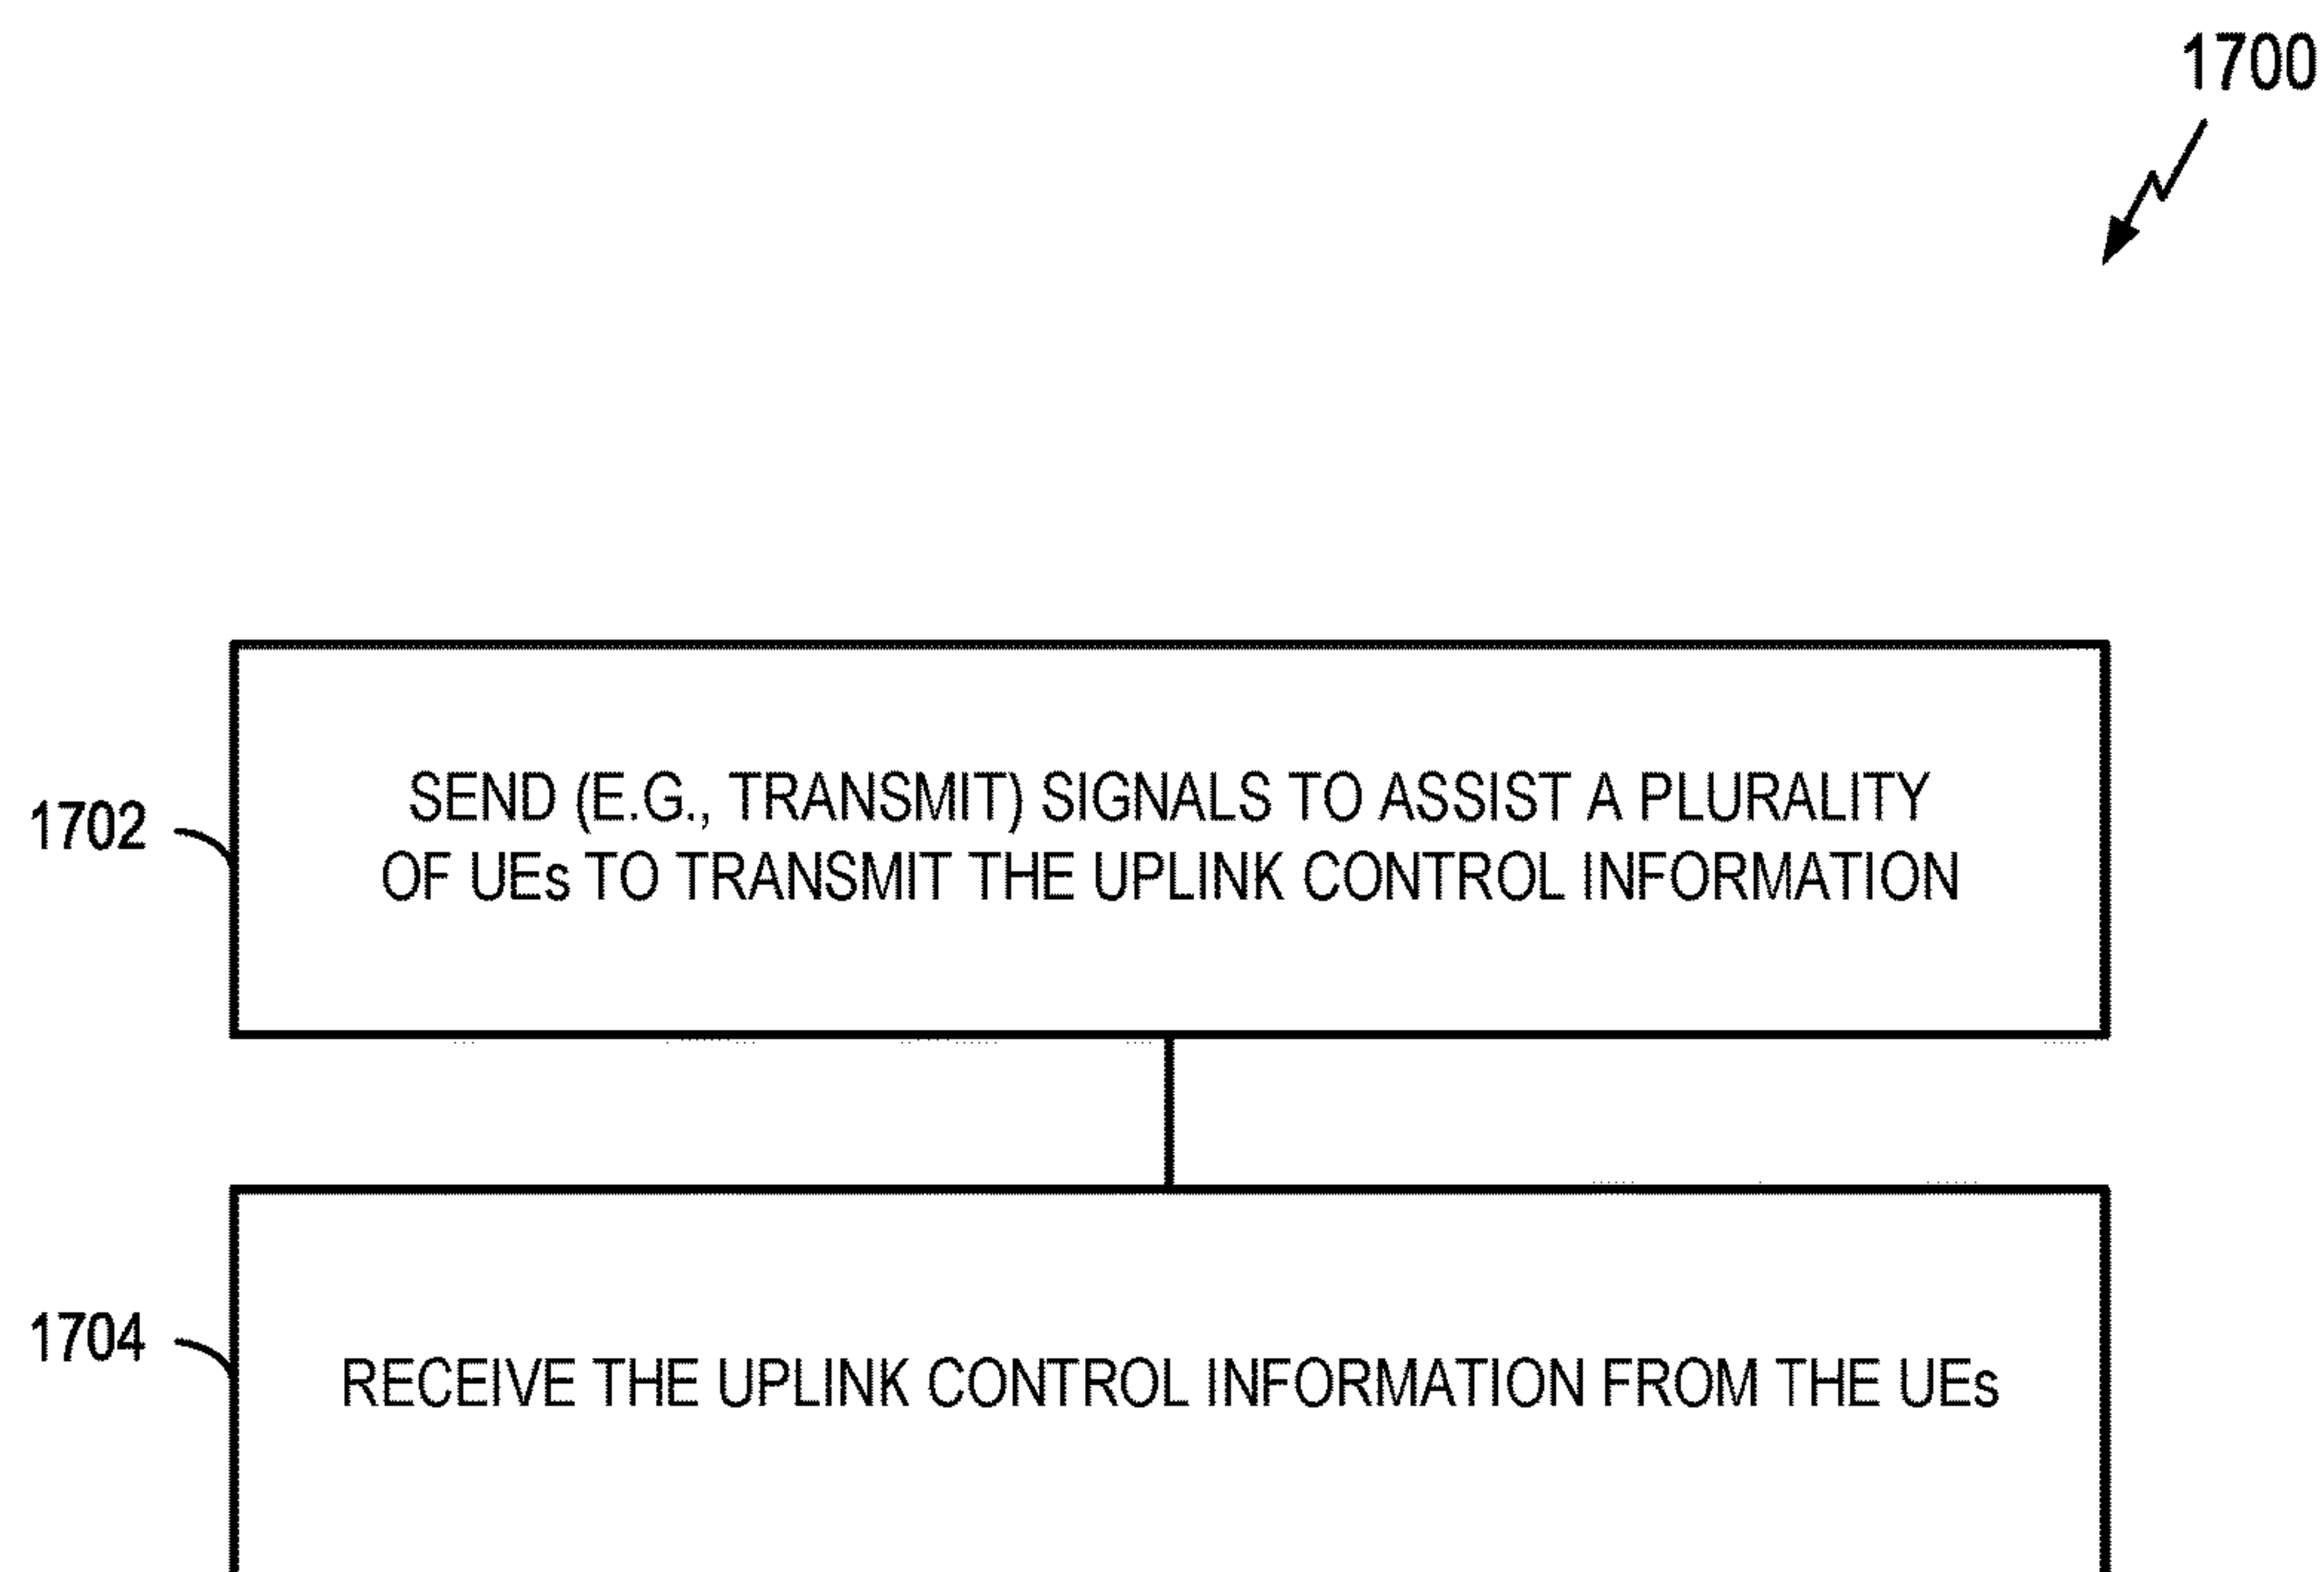 1700
1702
SEND (E.G., TRANSMIT) SIGNALS TO ASSIST A PLURALITY
OF UEs TO TRANSMIT THE UPLINK CONTROL INFORMATION
1704
RECEIVE THE UPLINK CONTROL INFORMATION FROM THE UEs